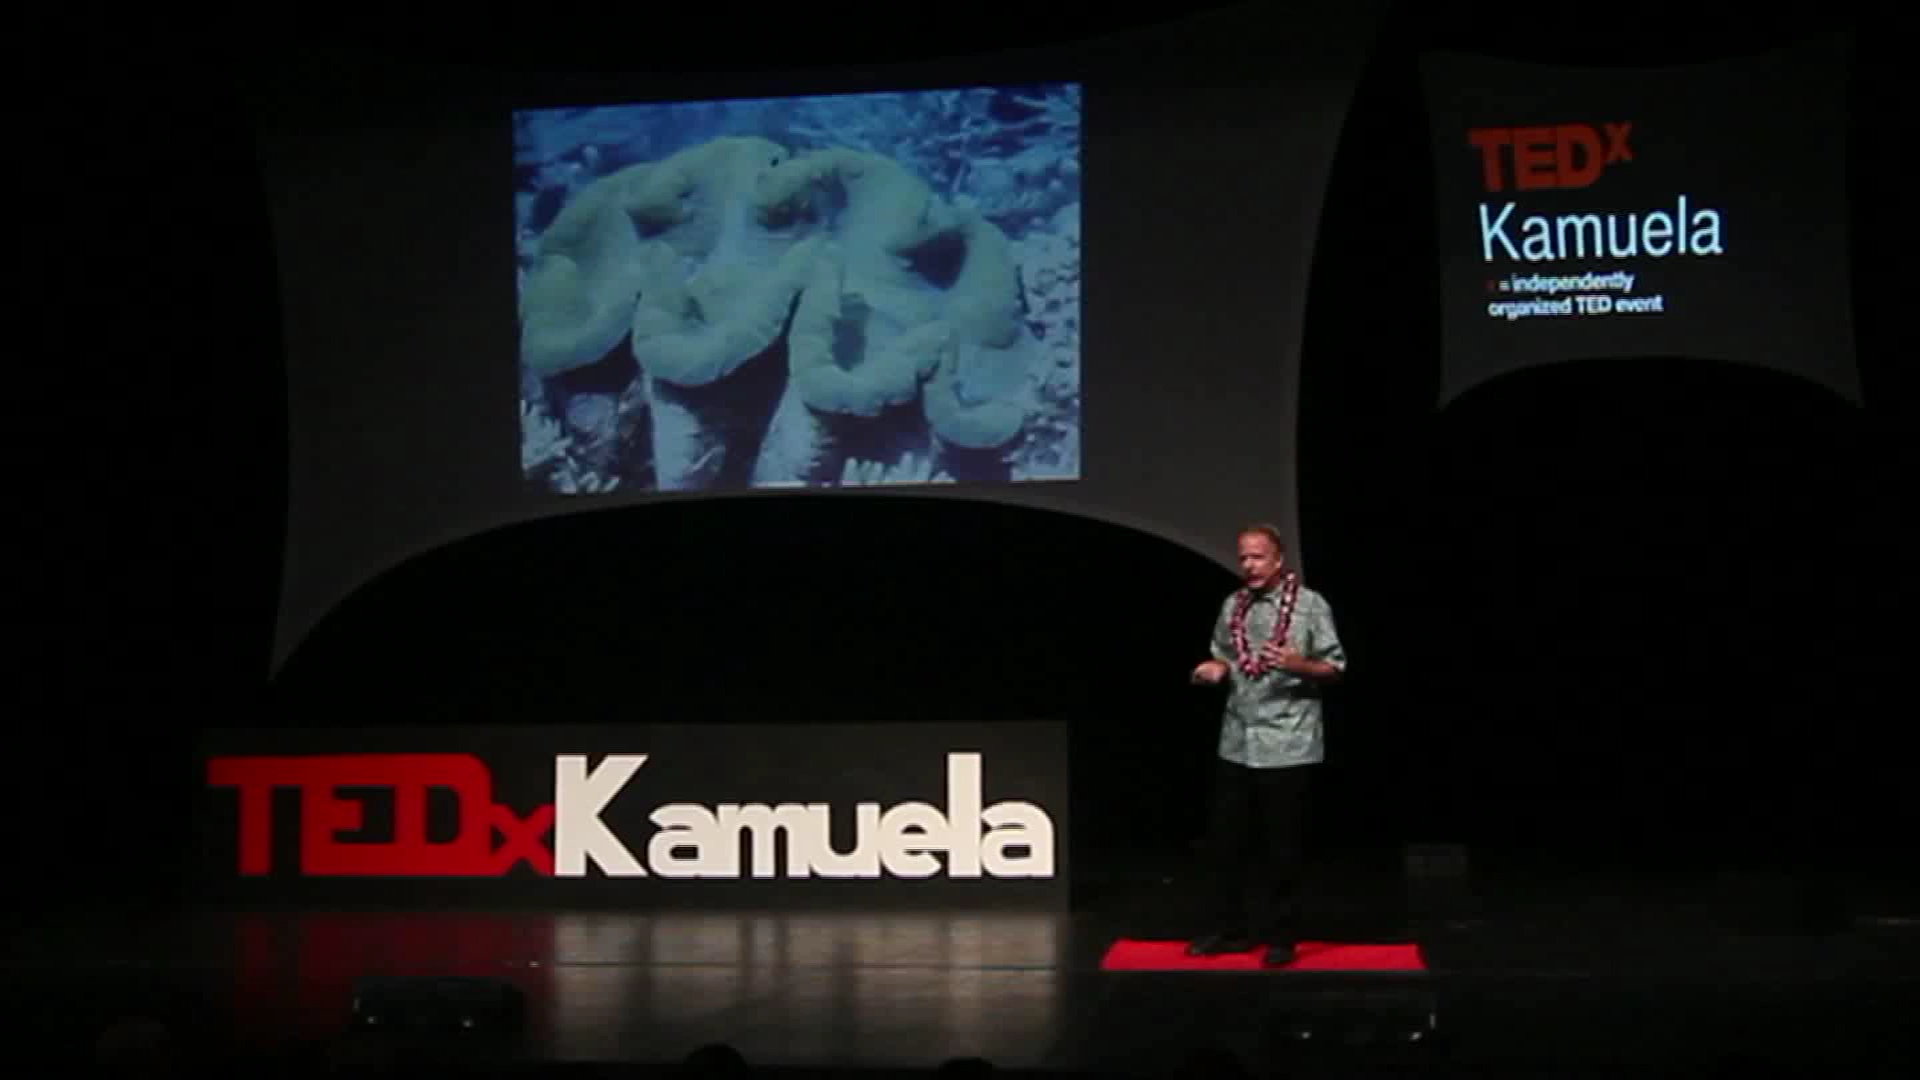 TEDx
Kamuela
x = independently
organized TED event
TEDxKamuela